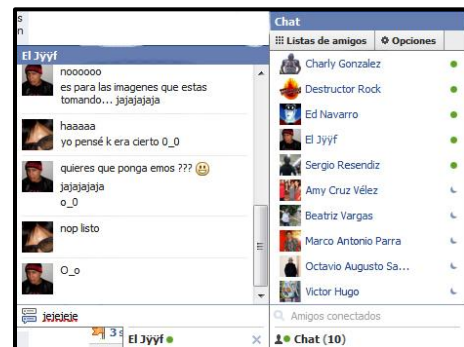 s
n
El Jÿÿf
noooooo
es para las imagenes que estas
tomando... jajajajaja
haaaaa
yo pensé k era cierto 0_0
quieres que ponga emos ???
jajajajaja
o_0
nop listo
O_o
jejejeje
3 s
El Jÿÿf
Chat
Listas de amigos
Opciones
Charly Gonzalez
Destructor Rock
Ed Navarro
El Jÿÿf
Sergio Resendiz
Amy Cruz Vélez
Beatriz Vargas
Marco Antonio Parra
Octavio Augusto Sa...
Victor Hugo
Amigos conectados
Chat (10)